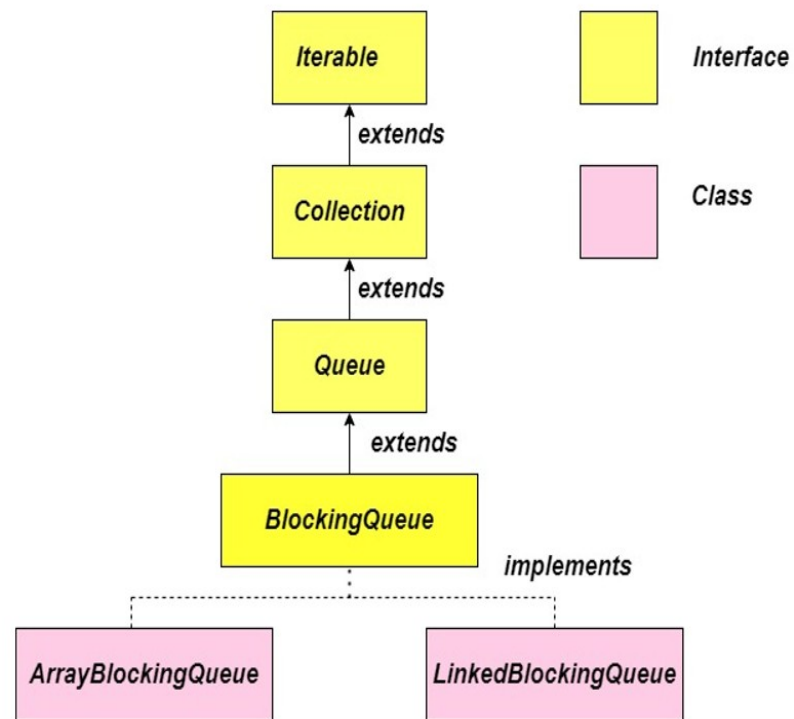 Iterable
Interface
extends
Collection
Class
extends
Queue
extends
BlockingQueue
implements
ArrayBlockingQueue
LinkedBlockingQueue